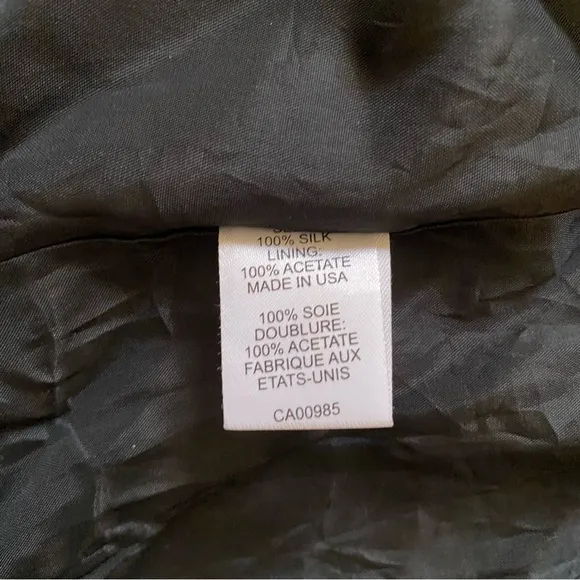 100% SILK
LINING:
100% ACETATE
MADE IN USA
100% SOIE
DOUBLURE:
100% ACETATE
FABRIQUE AUX
ETATS-UNIS
CA00985